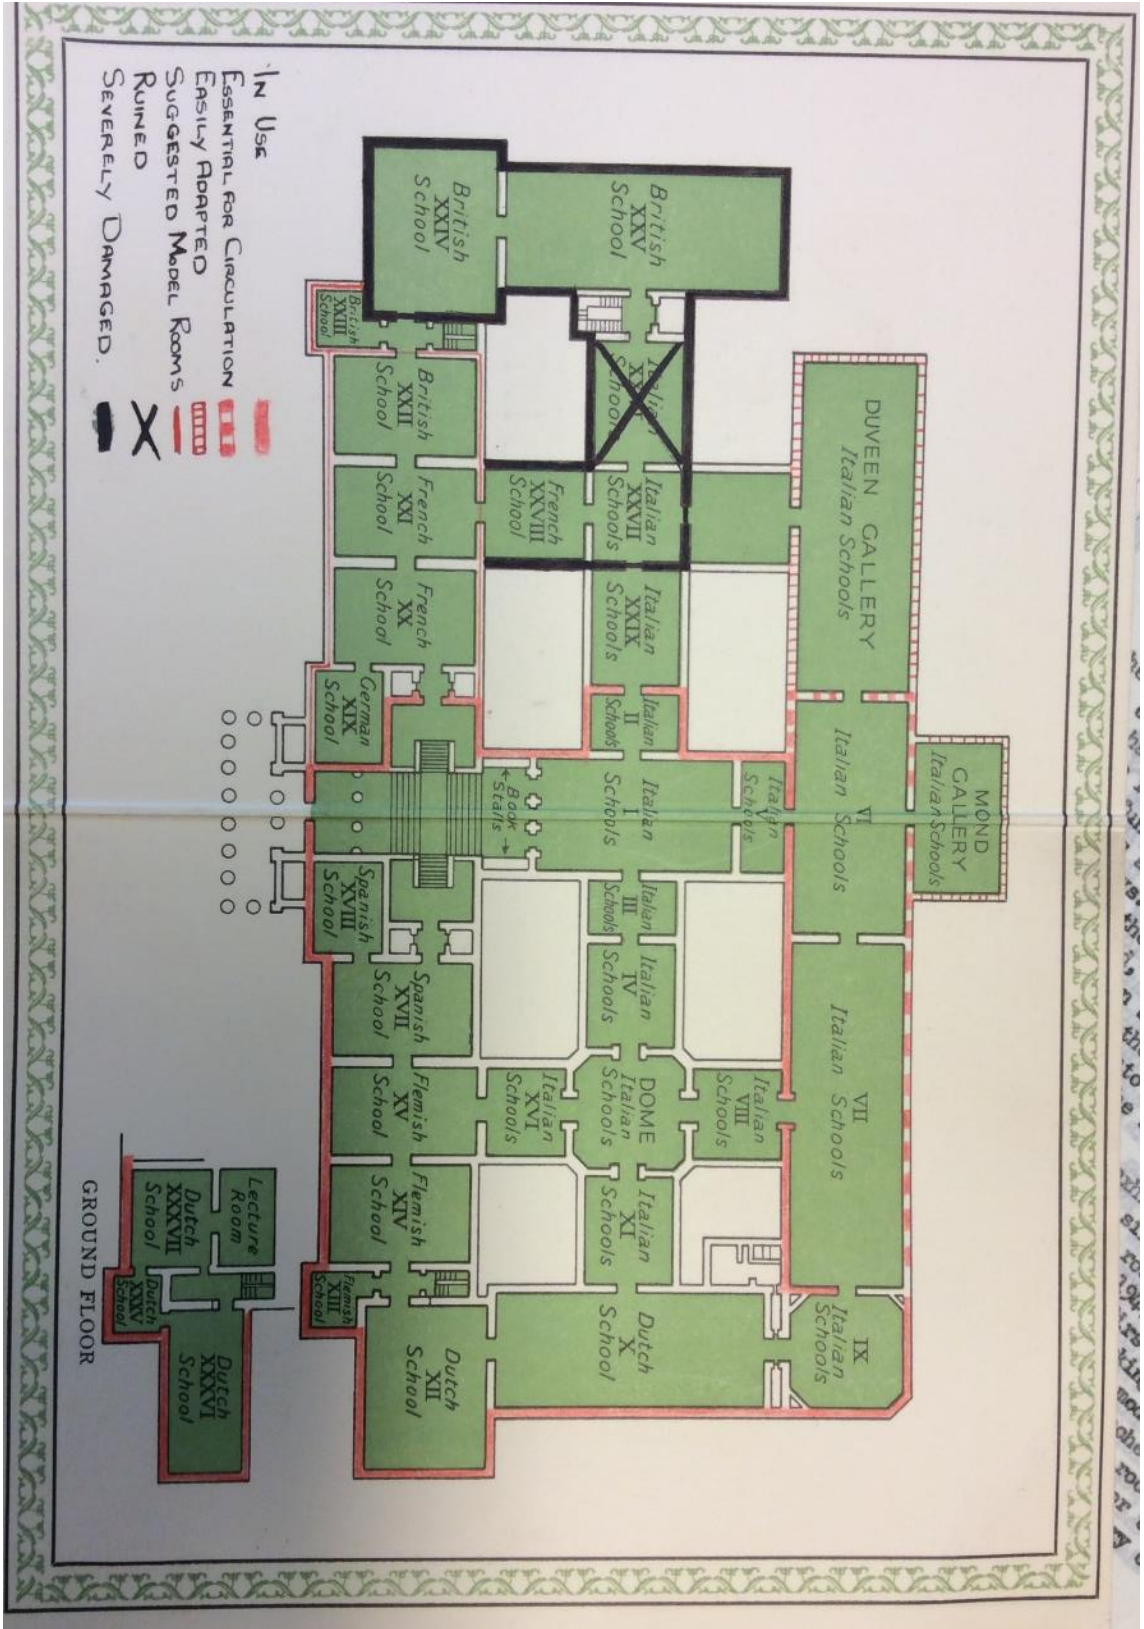 MOND
GALLERY
Italian Schools
DUVEEN GALLERY
Italian Schools
VI
Italian Schools
VII
Italian Schools
IX
Italian
Schools
Italian
V
Schools
Italian
VIII
Schools
British
XXV
School
Italian
Schools
Italian
XXVII
Schools
Italian
XXIX
Schools
Italian
II
Schools
Italian
I
Schools
Italian
III
Schools
Italian
IV
Schools
DOME
Italian
Schools
Italian
XI
Schools
Dutch
X
School
French
XXVIII
School
Book
Stalls
Italian
XVI
Schools
British
XXIV
School
British
XXIII
School
British
XXII
School
French
XXI
School
French
XX
School
German
XIX
School
Spanish
XVIII
School
Spanish
XVII
School
Flemish
XV
School
Flemish
XIV
School
Flemish
XIII
School
Dutch
XII
School
IN USE
ESSENTIAL FOR CIRCULATION
EASILY ADAPTED
SUGGESTED MODEL ROOMS
RUINED
SEVERELY DAMAGED.
Lecture
Room
Dutch
XXXVII
School
Dutch
XXXV
School
Dutch
XXXVI
School
GROUND FLOOR